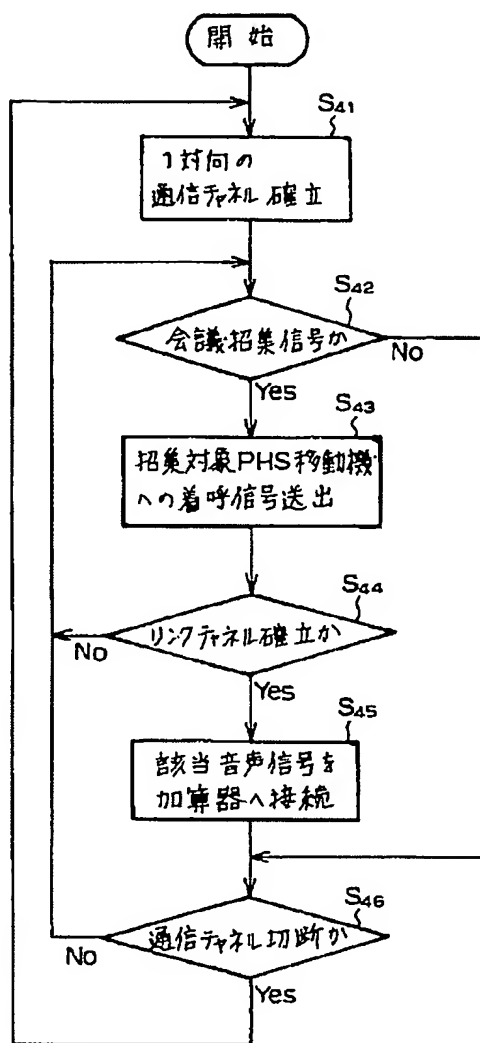 開始
S41
1対向の
通信チャネル確立
S42
会議招集信号か
No
Yes
S43
招集対象PHS移動機
への着呼信号送出
S44
リンクチャネル確立か
No
Yes
S45
該当音声信号を
加算器へ接続
S46
通信チャネル切断か
No
Yes